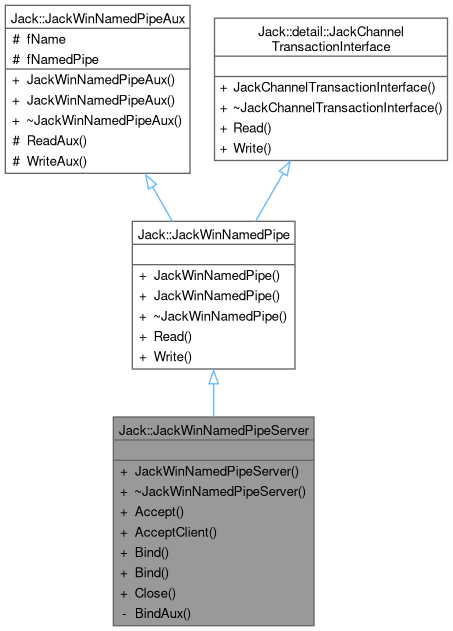 Jack::JackWinNamedPipeAux
# fName
# fNamedPipe
+ JackWinNamedPipeAux()
+ JackWinNamedPipeAux()
+ ~JackWinNamedPipeAux()
# ReadAux()
# WriteAux()
Jack::detail::JackChannel
TransactionInterface
+ JackChannelTransactionInterface()
+ ~JackChannelTransactionInterface()
+ Read()
+ Write()
Jack::JackWinNamedPipe
+ JackWinNamedPipe()
+ JackWinNamedPipe()
+ ~JackWinNamedPipe()
+ Read()
+ Write()
Jack::JackWinNamedPipeServer
+ JackWinNamedPipeServer()
+ ~JackWinNamedPipeServer()
+ Accept()
+ AcceptClient()
+ Bind()
+ Bind()
+ Close()
- BindAux()